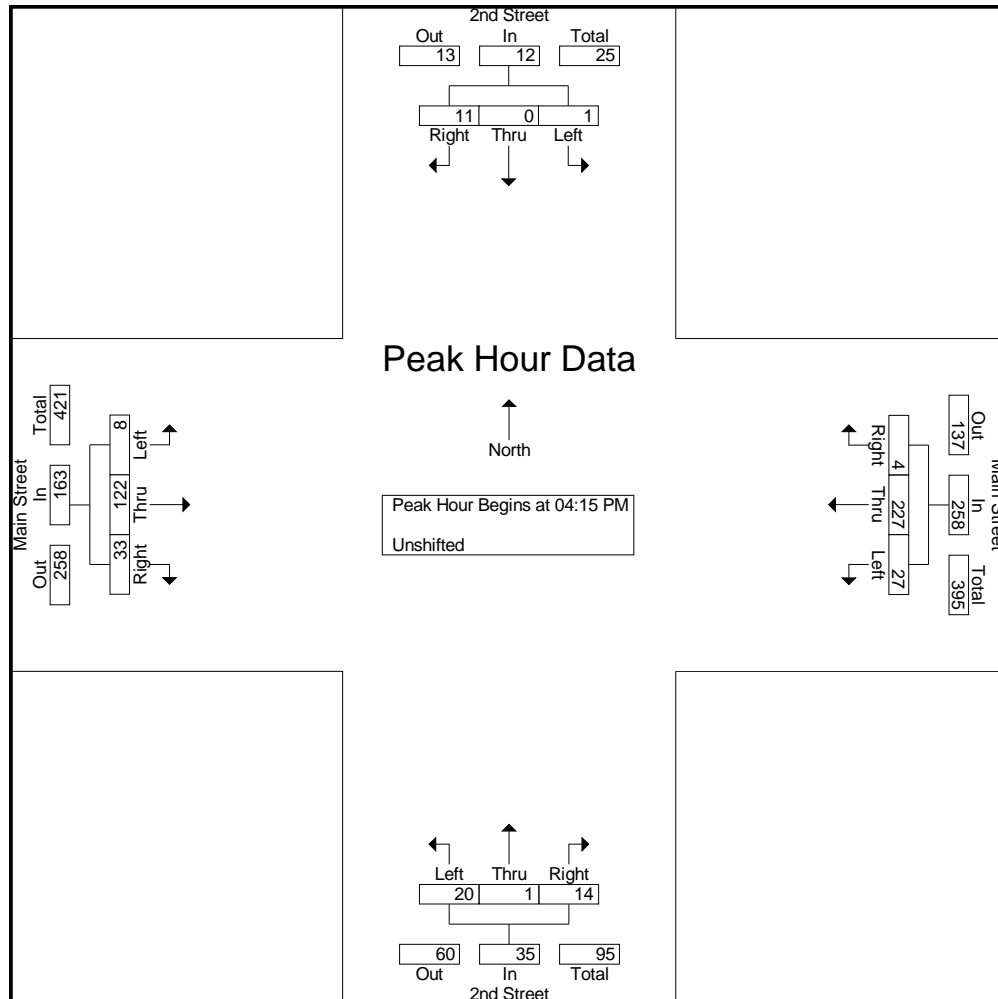 2nd Street
Out In Total
13 12 25
11 0 1
Right Thru Left
Peak Hour Data
North
Peak Hour Begins at 04:15 PM
Unshifted
Main Street
Total In Out
421 163 258
8 122 33
Left Thru Right
Right Thru Left
4 227 27
Out In Total
137 258 395
Main Street
Left Thru Right
20 1 14
60 35 95
Out In Total
2nd Street